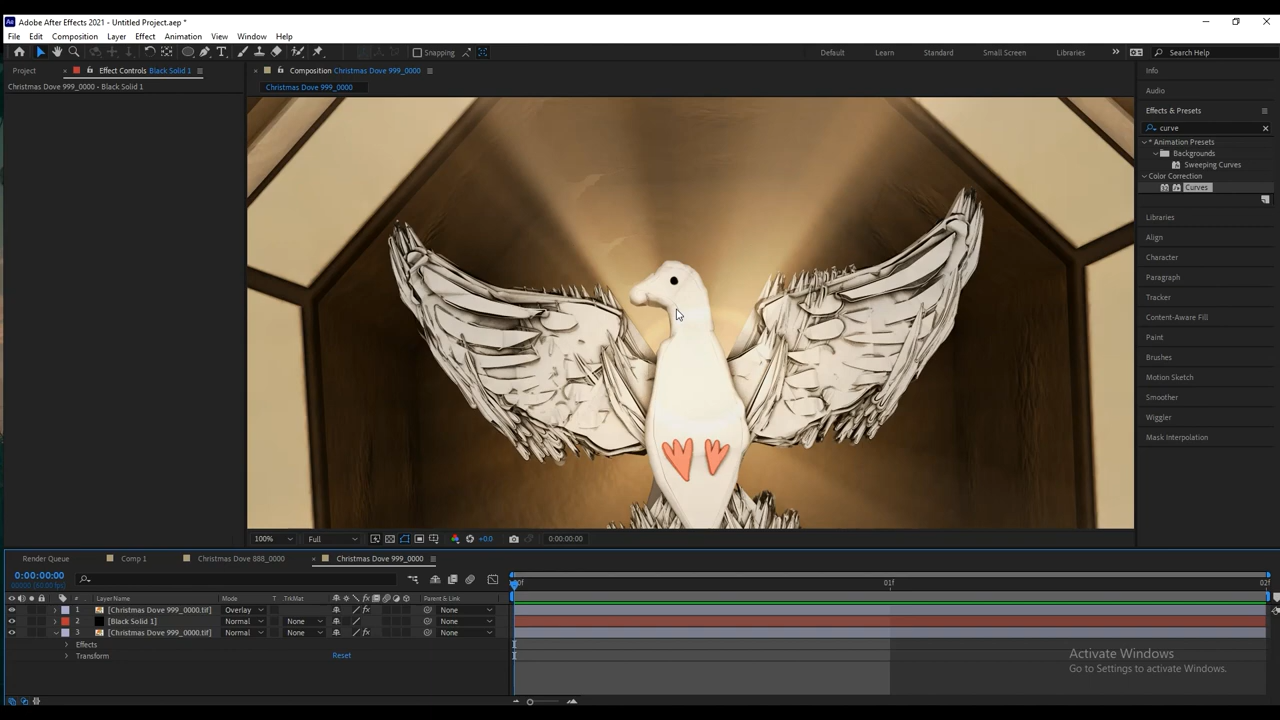 Adobe After Effects 2021 - Untitled Project.aep *
File Edit Composition Layer Effect Animation View Window Help
Snapping
Default Learn Standard Small Screen Libraries Search Help
Project Effect Controls Black Solid 1 Composition Christmas Dove 999_0000 Info
Christmas Dove 999_0000 - Black Solid 1 Christmas Dove 999_0000
Audio
Effects & Presets
curve
* Animation Presets
Backgrounds
Sweeping Curves
Color Correction
Curves
Libraries
Align
Character
Paragraph
Tracker
Content-Aware Fill
Paint
Brushes
Motion Sketch
Smoother
Wiggler
Mask Interpolation
100% Full +0.0 0:00:00:00
Render Queue Comp 1 Christmas Dove 888_0000 Christmas Dove 999_0000
0:00:00:00
01f 02f
# Layer Name Mode T TrkMat Parent & Link
1 [Christmas Dove 999_0000.tif] Overlay None
2 [Black Solid 1] Normal None None
3 [Christmas Dove 999_0000.tif] Normal None None
Effects
Transform Reset
Activate Windows
Go to Settings to activate Windows.